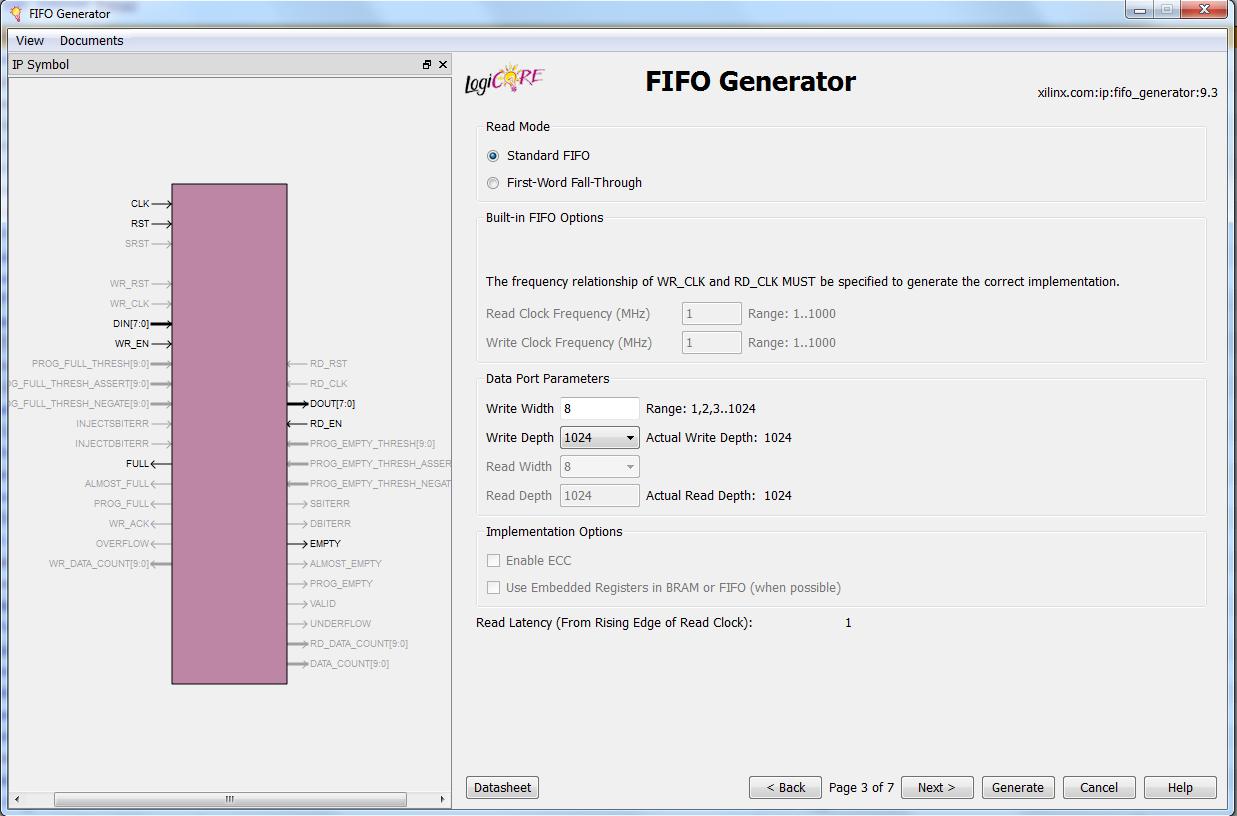 FIFO Generator
View Documents
IP Symbol
LogiCORE
FIFO Generator
xilinx.com:ip:fifo_generator:9.3
CLK
RST
SRST
WR_RST
WR_CLK
DIN[7:0]
WR_EN
PROG_FULL_THRESH[9:0]
OG_FULL_THRESH_ASSERT[9:0]
OG_FULL_THRESH_NEGATE[9:0]
INJECTSBITERR
INJECTDBITERR
FULL
ALMOST_FULL
PROG_FULL
WR_ACK
OVERFLOW
WR_DATA_COUNT[9:0]
RD_RST
RD_CLK
DOUT[7:0]
RD_EN
PROG_EMPTY_THRESH[9:0]
PROG_EMPTY_THRESH_ASSER
PROG_EMPTY_THRESH_NEGAT
SBITERR
DBITERR
EMPTY
ALMOST_EMPTY
PROG_EMPTY
VALID
UNDERFLOW
RD_DATA_COUNT[9:0]
DATA_COUNT[9:0]
Read Mode
Standard FIFO
First-Word Fall-Through
Built-in FIFO Options
The frequency relationship of WR_CLK and RD_CLK MUST be specified to generate the correct implementation.
Read Clock Frequency (MHz) 1 Range: 1..1000
Write Clock Frequency (MHz) 1 Range: 1..1000
Data Port Parameters
Write Width 8 Range: 1,2,3..1024
Write Depth 1024 Actual Write Depth: 1024
Read Width 8
Read Depth 1024 Actual Read Depth: 1024
Implementation Options
Enable ECC
Use Embedded Registers in BRAM or FIFO (when possible)
Read Latency (From Rising Edge of Read Clock): 1
Datasheet < Back Page 3 of 7 Next > Generate Cancel Help